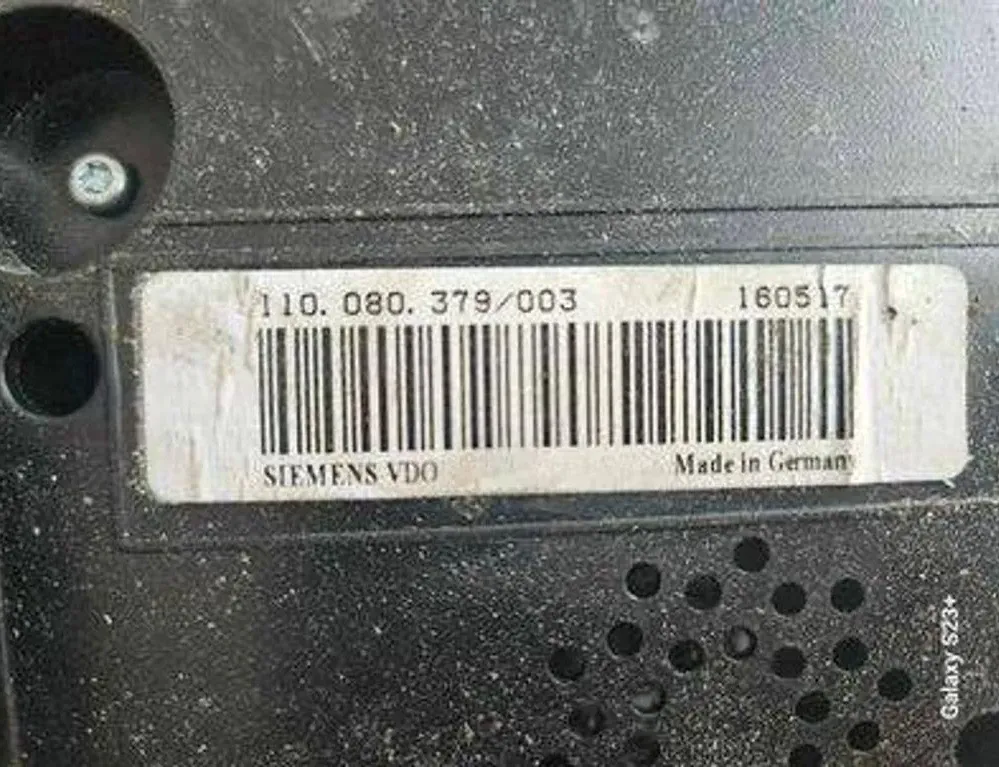 110.080.379/003 160517
SIEMENS VDO Made in Germany
Galaxy S23+